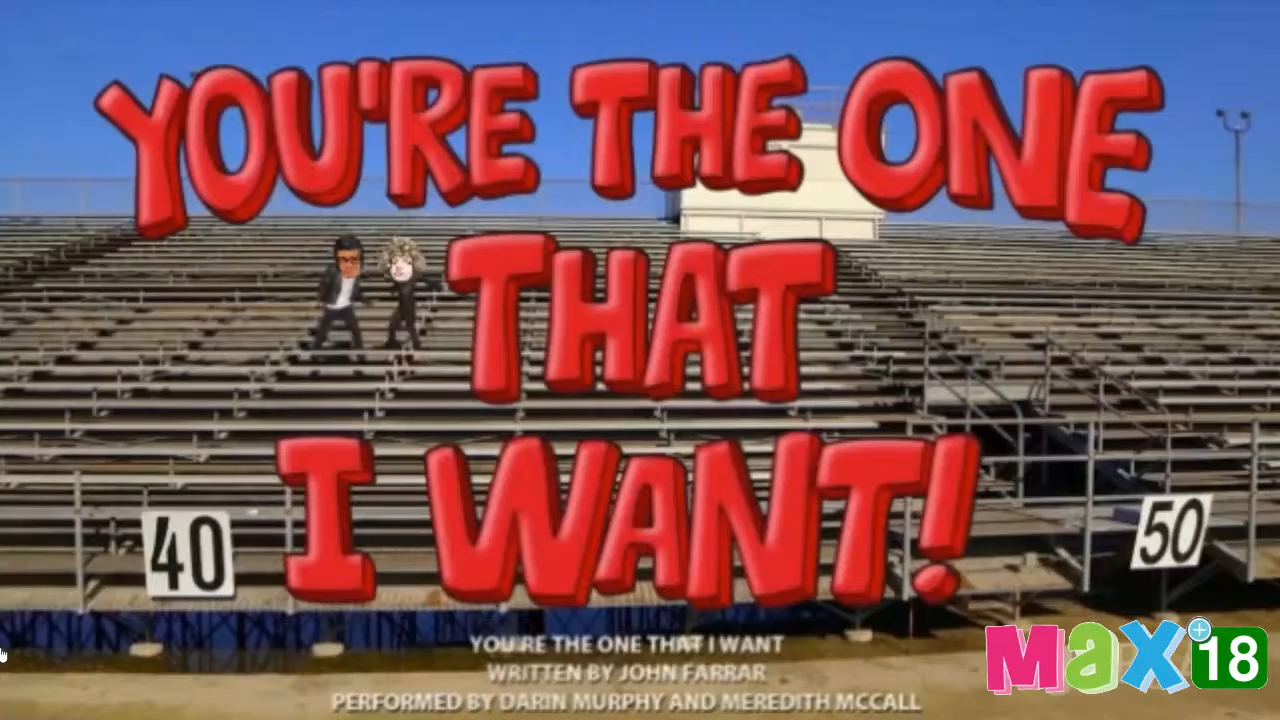 YOU'RE THE ONE
THAT
I WANT!
40
50
YOU'RE THE ONE THAT I WANT
WRITTEN BY JOHN FARRAR
PERFORMED BY DARIN MURPHY AND MEREDITH MCCALL
MaX 18